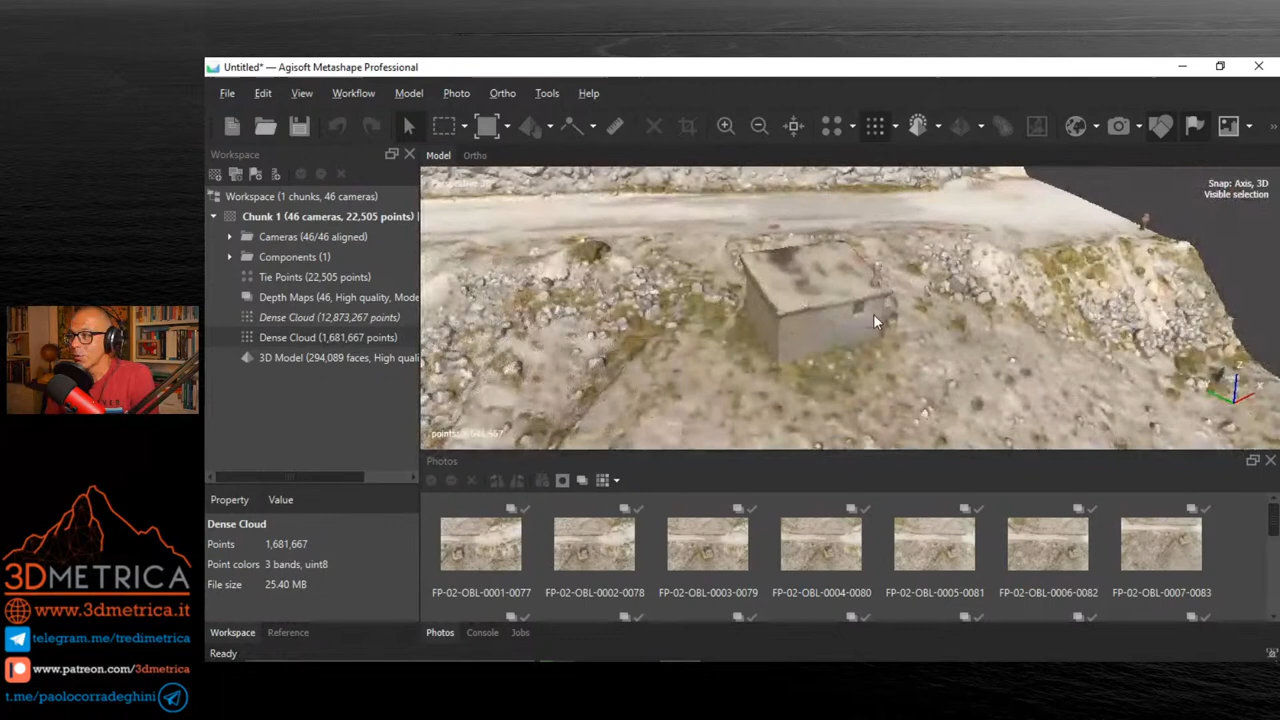 Untitled* — Agisoft Metashape Professional
File Edit View Workflow Model Photo Ortho Tools Help
Workspace
Model Ortho
Workspace (1 chunks, 46 cameras)
Chunk 1 (46 cameras, 22,505 points)
Cameras (46/46 aligned)
Components (1)
Tie Points (22,505 points)
Depth Maps (46, High quality, Mode
Dense Cloud (12,873,267 points)
Dense Cloud (1,681,667 points)
3D Model (294,089 faces, High quali
Snap: Axis, 3D
Visible selection
Z
X
Photos
Property Value
Dense Cloud
Points 1,681,667
Point colors 3 bands, uint8
File size 25.40 MB
FP-02-OBL-0001-0077 FP-02-OBL-0002-078 FP-02-OBL-0003-0079 FP-02-OBL-0004-0080 FP-02-OBL-0005-0081 FP-02-OBL-0006-0082 FP-02-OBL-0007-0083
Workspace Reference
Photos Console Jobs
Ready
3DMETRICA
www.3dmetrica.it
telegram.me/tredimetrica
www.patreon.com/3dmetrica
t.me/paolocorradeghini